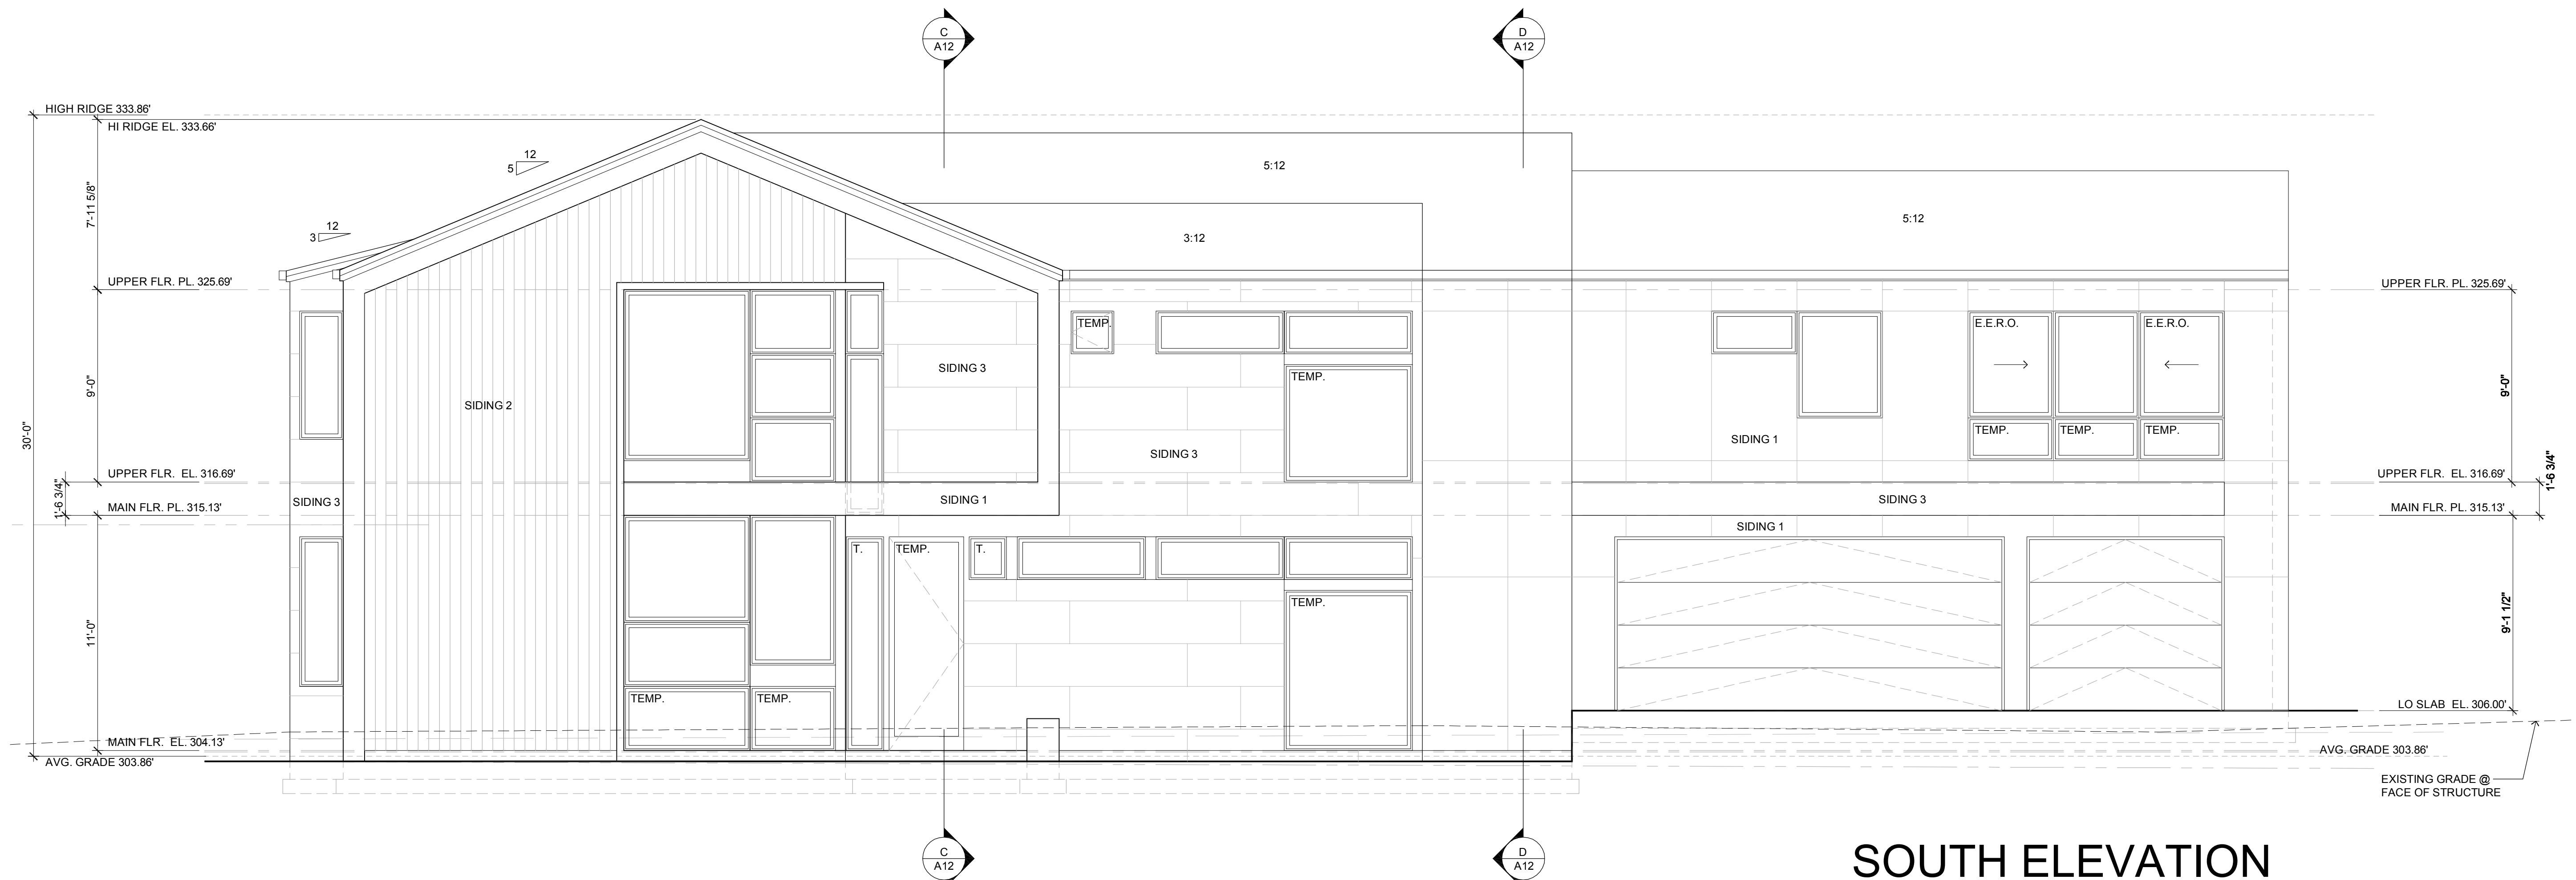 C
A12
D
A12
HIGH RIDGE 333.86'
HI RIDGE EL. 333.66'
12
5
5:12
7'-11 5/8"
5:12
12
3
3:12
UPPER FLR. PL. 325.69'
UPPER FLR. PL. 325.69'
TEMP.
E.E.R.O.
E.E.R.O.
SIDING 3
TEMP.
9'-0"
9'-0"
SIDING 2
30'-0"
TEMP.
TEMP.
TEMP.
SIDING 1
SIDING 3
UPPER FLR. EL. 316.69'
UPPER FLR. EL. 316.69'
1'-6 3/4"
1'-6 3/4"
SIDING 3
SIDING 1
SIDING 3
MAIN FLR. PL. 315.13'
MAIN FLR. PL. 315.13'
SIDING 1
T.
TEMP.
T.
TEMP.
11'-0"
9'-1 1/2"
TEMP.
TEMP.
LO SLAB EL. 306.00'
MAIN FLR. EL. 304.13'
AVG. GRADE 303.86'
AVG. GRADE 303.86'
EXISTING GRADE @
FACE OF STRUCTURE
C
A12
D
A12
SOUTH ELEVATION